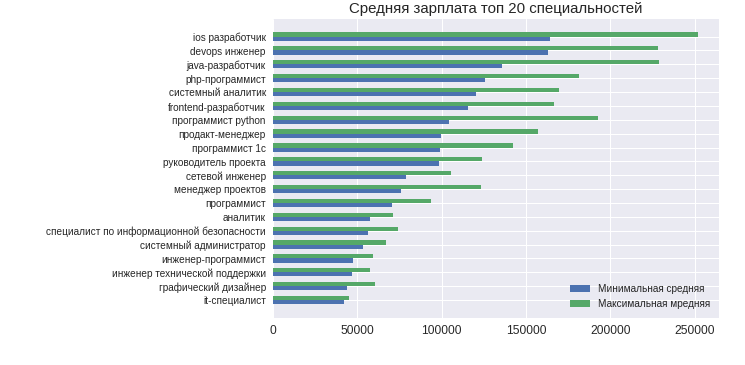 Средняя зарплата топ 20 специальностей
ios разработчик
devops инженер
java-разработчик
php-программист
системный аналитик
frontend-разработчик
программист python
продакт-менеджер
программист 1с
руководитель проекта
сетевой инженер
менеджер проектов
программист
аналитик
специалист по информационной безопасности
системный администратор
инженер-программист
инженер технической поддержки
графический дизайнер
it-специалист
Минимальная средняя
Максимальная мредняя
0 50000 100000 150000 200000 250000